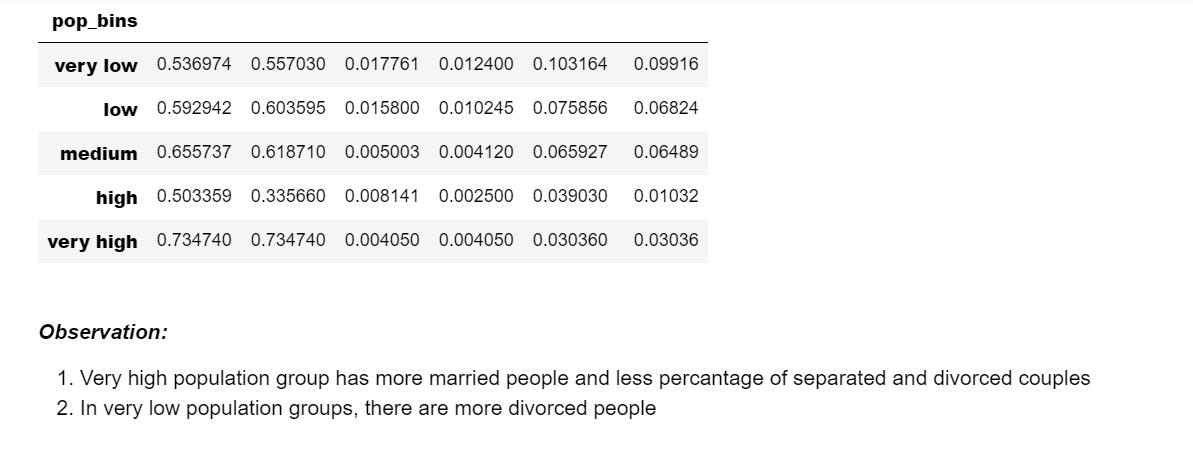 pop_bins
very low 0.536974 0.557030 0.017761 0.012400 0.103164 0.09916
low 0.592942 0.603595 0.015800 0.010245 0.075856 0.06824
medium 0.655737 0.618710 0.005003 0.004120 0.065927 0.06489
high 0.503359 0.335660 0.008141 0.002500 0.039030 0.01032
very high 0.734740 0.734740 0.004050 0.004050 0.030360 0.03036
Observation:
1. Very high population group has more married people and less percantage of separated and divorced couples
2. In very low population groups, there are more divorced people